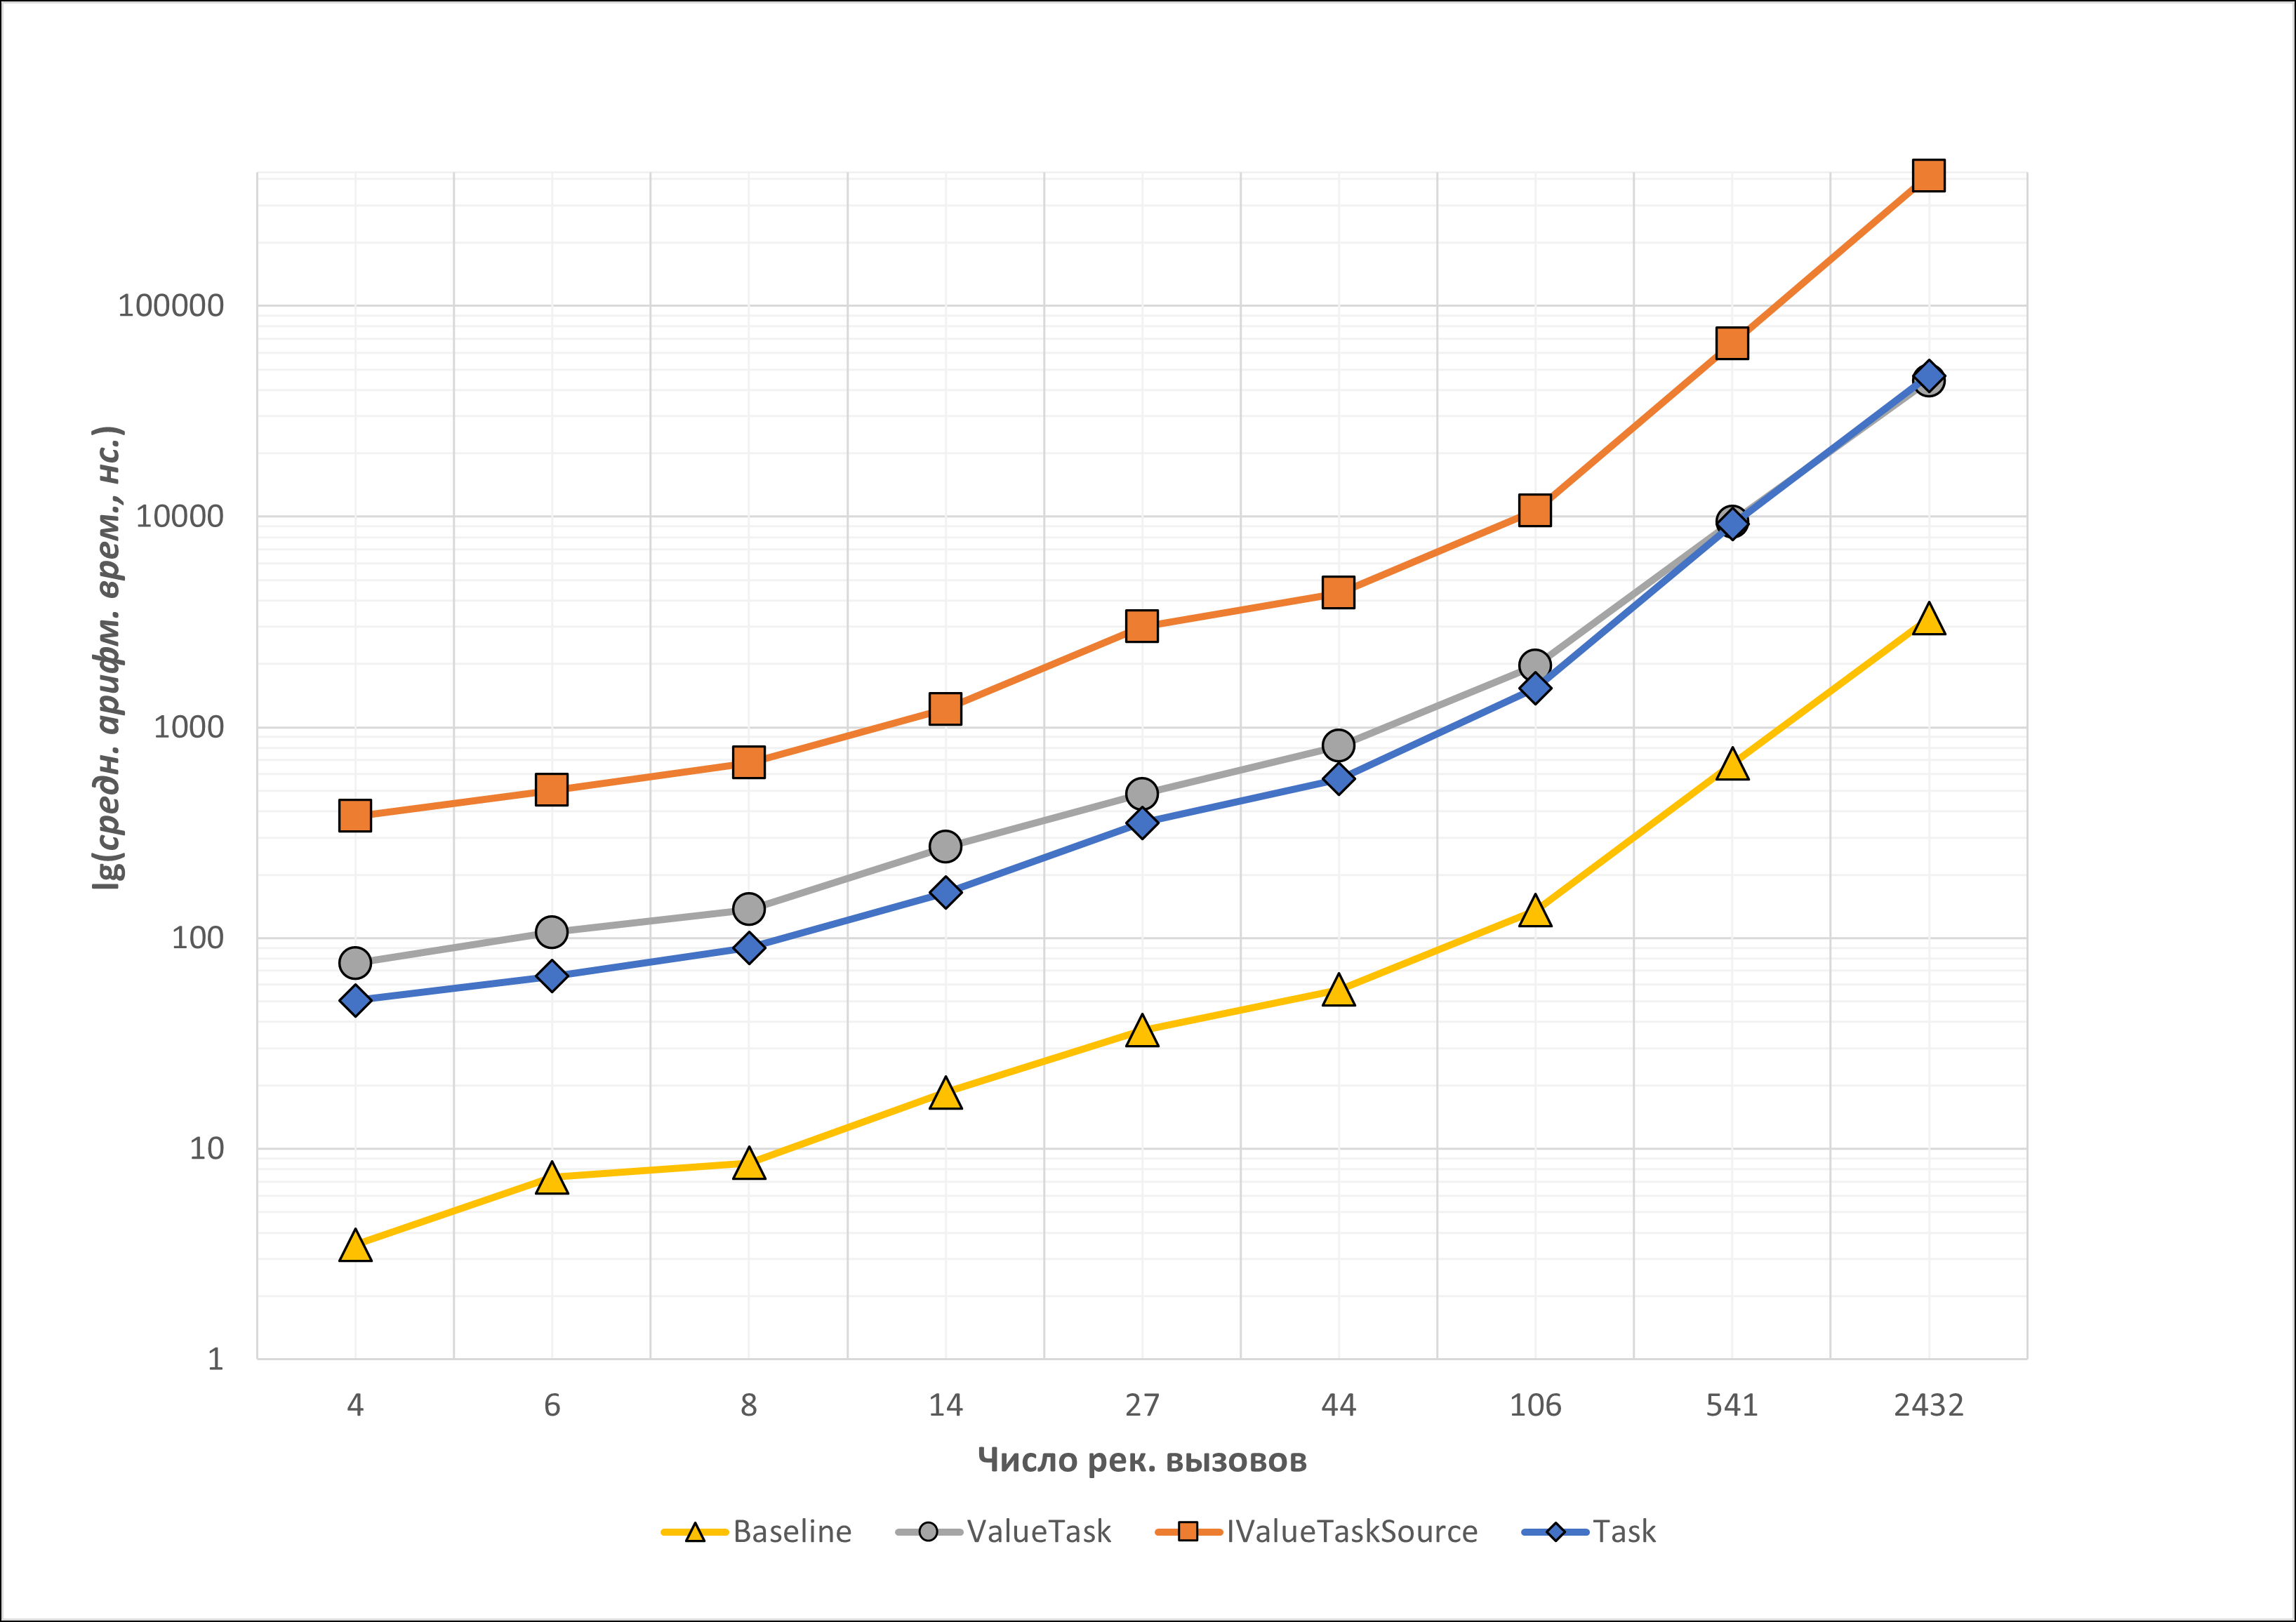 100000
10000
1000
100
10
1
lg(средн. арифм. врем., нс.)
4 6 8 14 27 44 106 541 2432
Число рек. вызовов
Baseline ValueTask IValueTaskSource Task